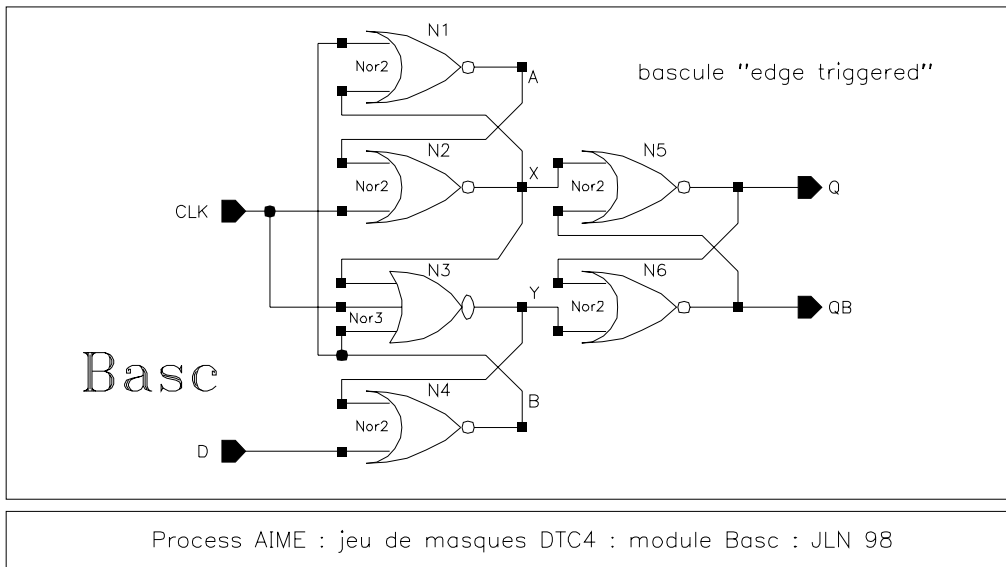 N1
Nor2
A
bascule "edge triggered"
N2
Nor2
X
N5
Nor2
Q
CLK
N3
Nor3
Y
N6
Nor2
QB
Basc
N4
Nor2
B
D
Process AIME : jeu de masques DTC4 : module Basc : JLN 98